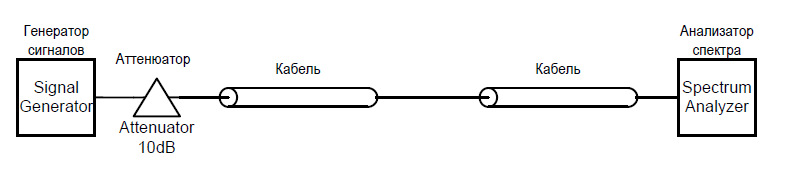 Генератор
сигналов
Signal
Generator
Аттенюатор
Attenuator
10dB
Кабель
Кабель
Анализатор
спектра
Spectrum
Analyzer